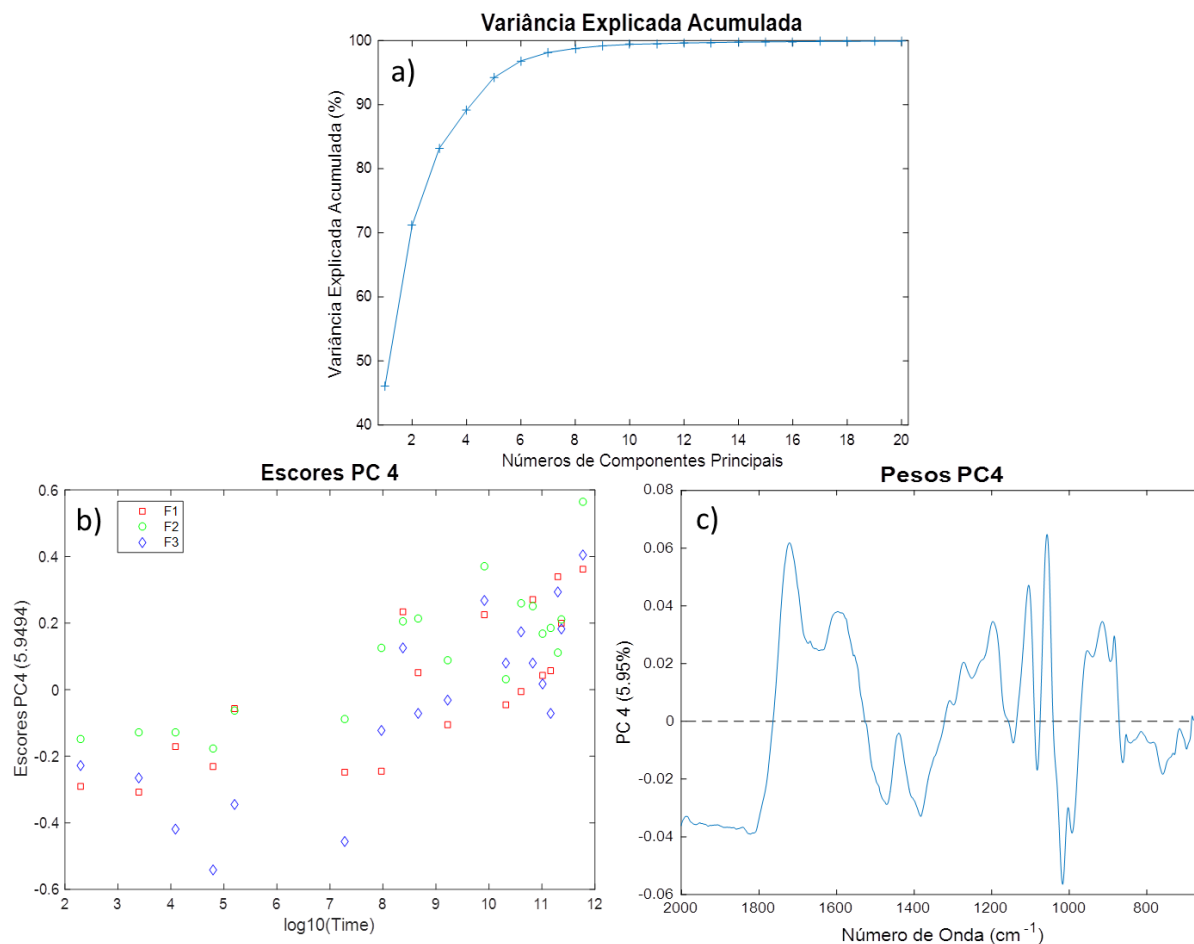 Variância Explicada Acumulada
a)
Variância Explicada Acumulada (%)
100
90
80
70
60
50
40
2 4 6 8 10 12 14 16 18 20
Números de Componentes Principais
Escores PC 4
b)
F1
F2
F3
Escores PC4 (5.9494)
0.6
0.4
0.2
0
-0.2
-0.4
-0.6
2 3 4 5 6 7 8 9 10 11 12
log10(Time)
Pesos PC4
c)
PC 4 (5.95%)
0.08
0.06
0.04
0.02
0
-0.02
-0.04
-0.06
2000 1800 1600 1400 1200 1000 800
Número de Onda (cm⁻¹)